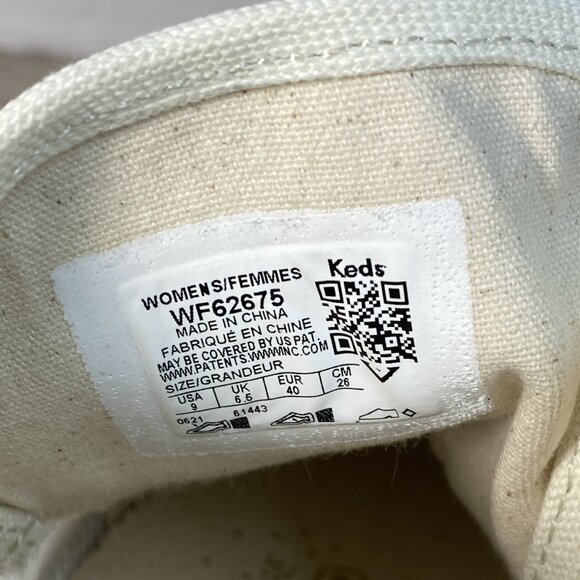 Keds
WOMENS/FEMMES
WF62675
MADE IN CHINA
FABRIQUÉ EN CHINE
MAY BE COVERED BY US PAT.
WWW.PATENTS.WWWINC.COM
SIZE/GRANDEUR
USA UK EUR CM
9 6.5 40 26
0621 61443